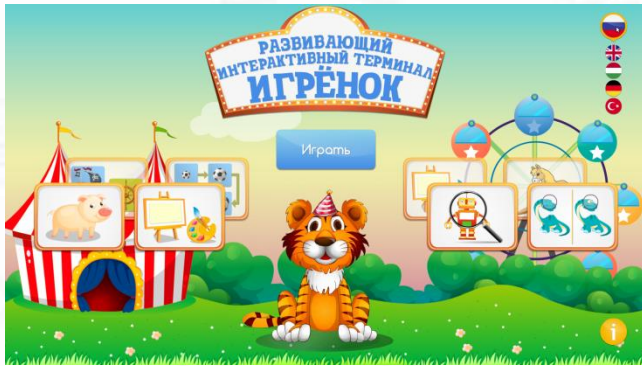 РАЗВИВАЮЩИЙ
ИНТЕРАКТИВНЫЙ ТЕРМИНАЛ
ИГРЁНОК
Играть
i